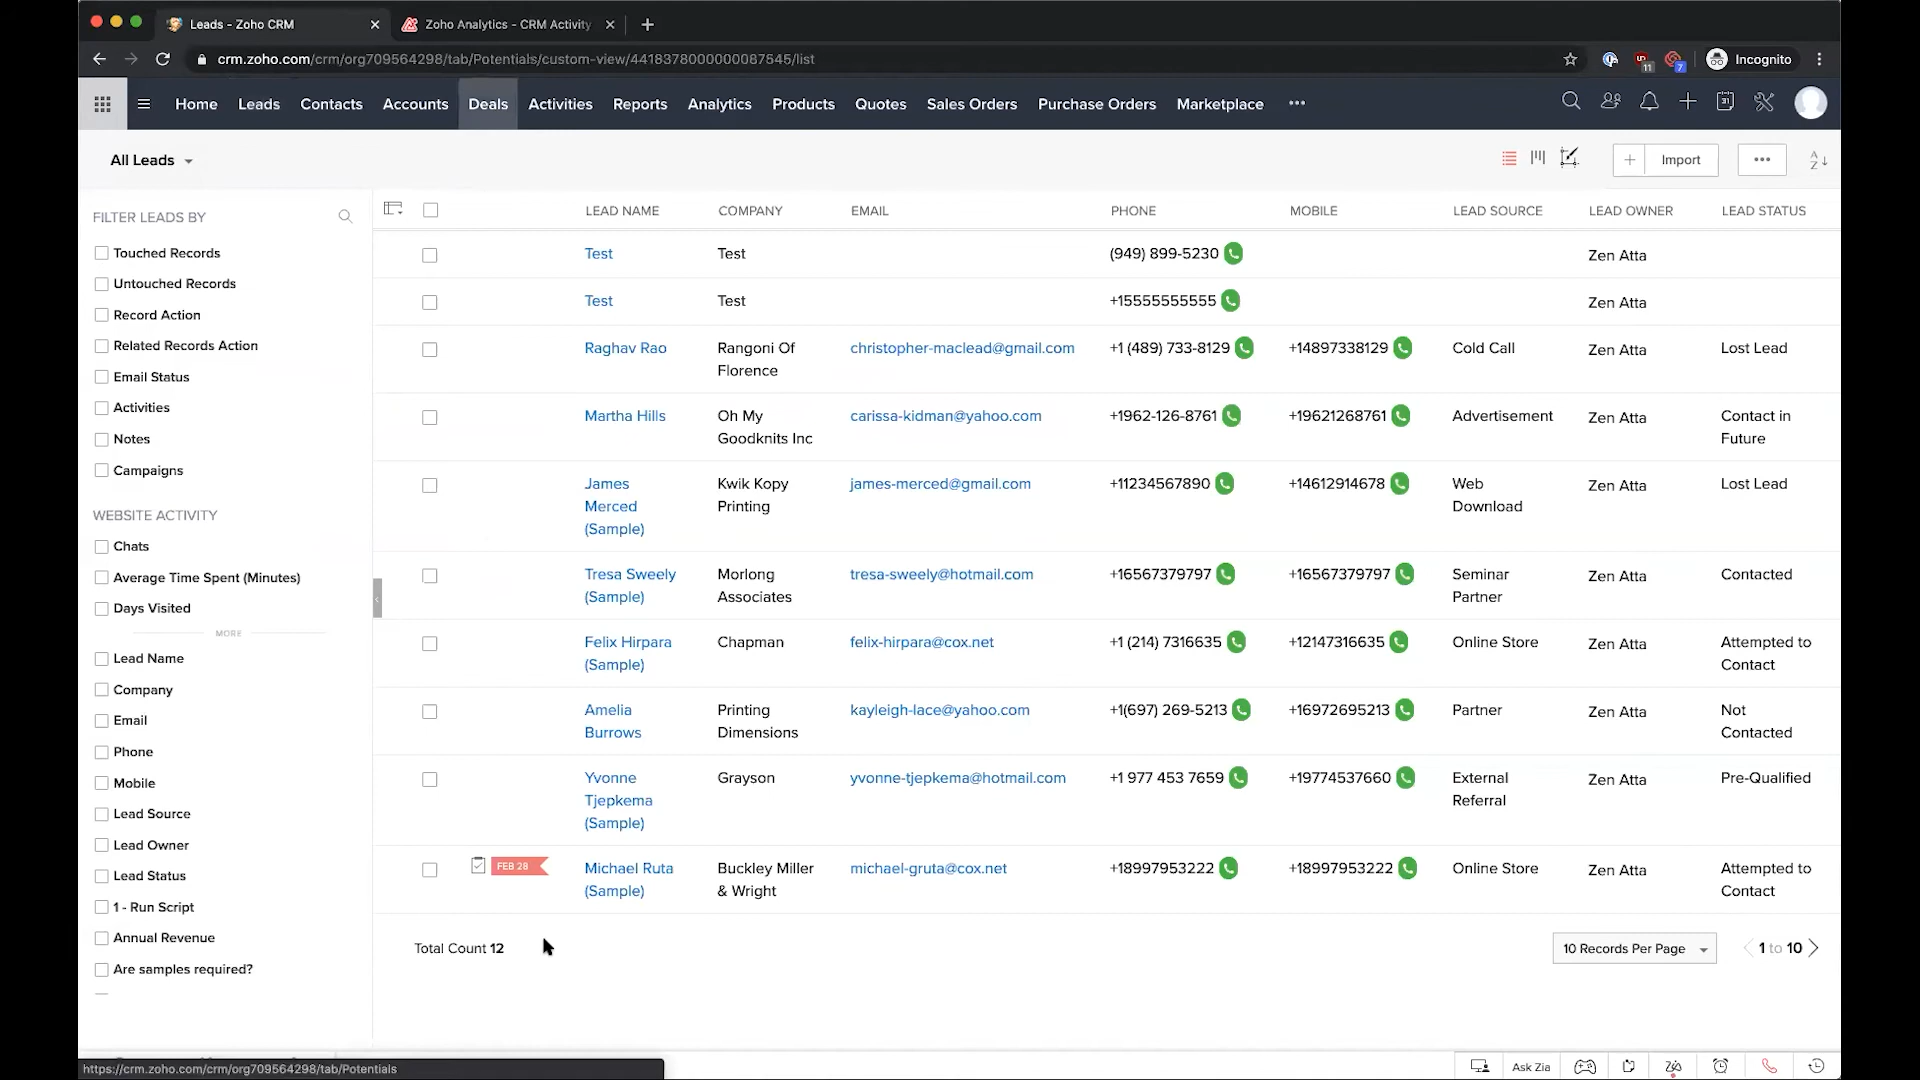 Leads - Zoho CRM
Zoho Analytics - CRM Activity
crm.zoho.com/crm/org709564298/tab/Potentials/custom-view/4418378000000087545/list
11
7
Incognito
Home Leads Contacts Accounts Deals Activities Reports Analytics Products Quotes Sales Orders Purchase Orders Marketplace
31
All Leads
Import
A
Z
FILTER LEADS BY
Touched Records
Untouched Records
Record Action
Related Records Action
Email Status
Activities
Notes
Campaigns
WEBSITE ACTIVITY
Chats
Average Time Spent (Minutes)
Days Visited
MORE
Lead Name
Company
Email
Phone
Mobile
Lead Source
Lead Owner
Lead Status
1 - Run Script
Annual Revenue
Are samples required?
LEAD NAME COMPANY EMAIL PHONE MOBILE LEAD SOURCE LEAD OWNER LEAD STATUS
Test Test (949) 899-5230 Zen Atta
Test Test +15555555555 Zen Atta
Raghav Rao Rangoni Of christopher-maclead@gmail.com +1 (489) 733-8129 +14897338129 Cold Call Zen Atta Lost Lead
Florence
Martha Hills Oh My carissa-kidman@yahoo.com +1962-126-8761 +19621268761 Advertisement Zen Atta Contact in
Goodknits Inc Future
James Kwik Kopy james-merced@gmail.com +11234567890 +14612914678 Web Zen Atta Lost Lead
Merced Printing Download
(Sample)
Tresa Sweely Morlong tresa-sweely@hotmail.com +16567379797 +16567379797 Seminar Zen Atta Contacted
(Sample) Associates Partner
Felix Hirpara Chapman felix-hirpara@cox.net +1 (214) 7316635 +12147316635 Online Store Zen Atta Attempted to
(Sample) Contact
Amelia Printing kayleigh-lace@yahoo.com +1(697) 269-5213 +16972695213 Partner Zen Atta Not
Burrows Dimensions Contacted
Yvonne Grayson yvonne-tjepkema@hotmail.com +1 977 453 7659 +19774537660 External Zen Atta Pre-Qualified
Tjepkema Referral
(Sample)
FEB 28 Michael Ruta Buckley Miller michael-gruta@cox.net +18997953222 +18997953222 Online Store Zen Atta Attempted to
(Sample) & Wright Contact
Total Count 12
10 Records Per Page
1 to 10
https://crm.zoho.com/crm/org709564298/tab/Potentials
Ask Zia